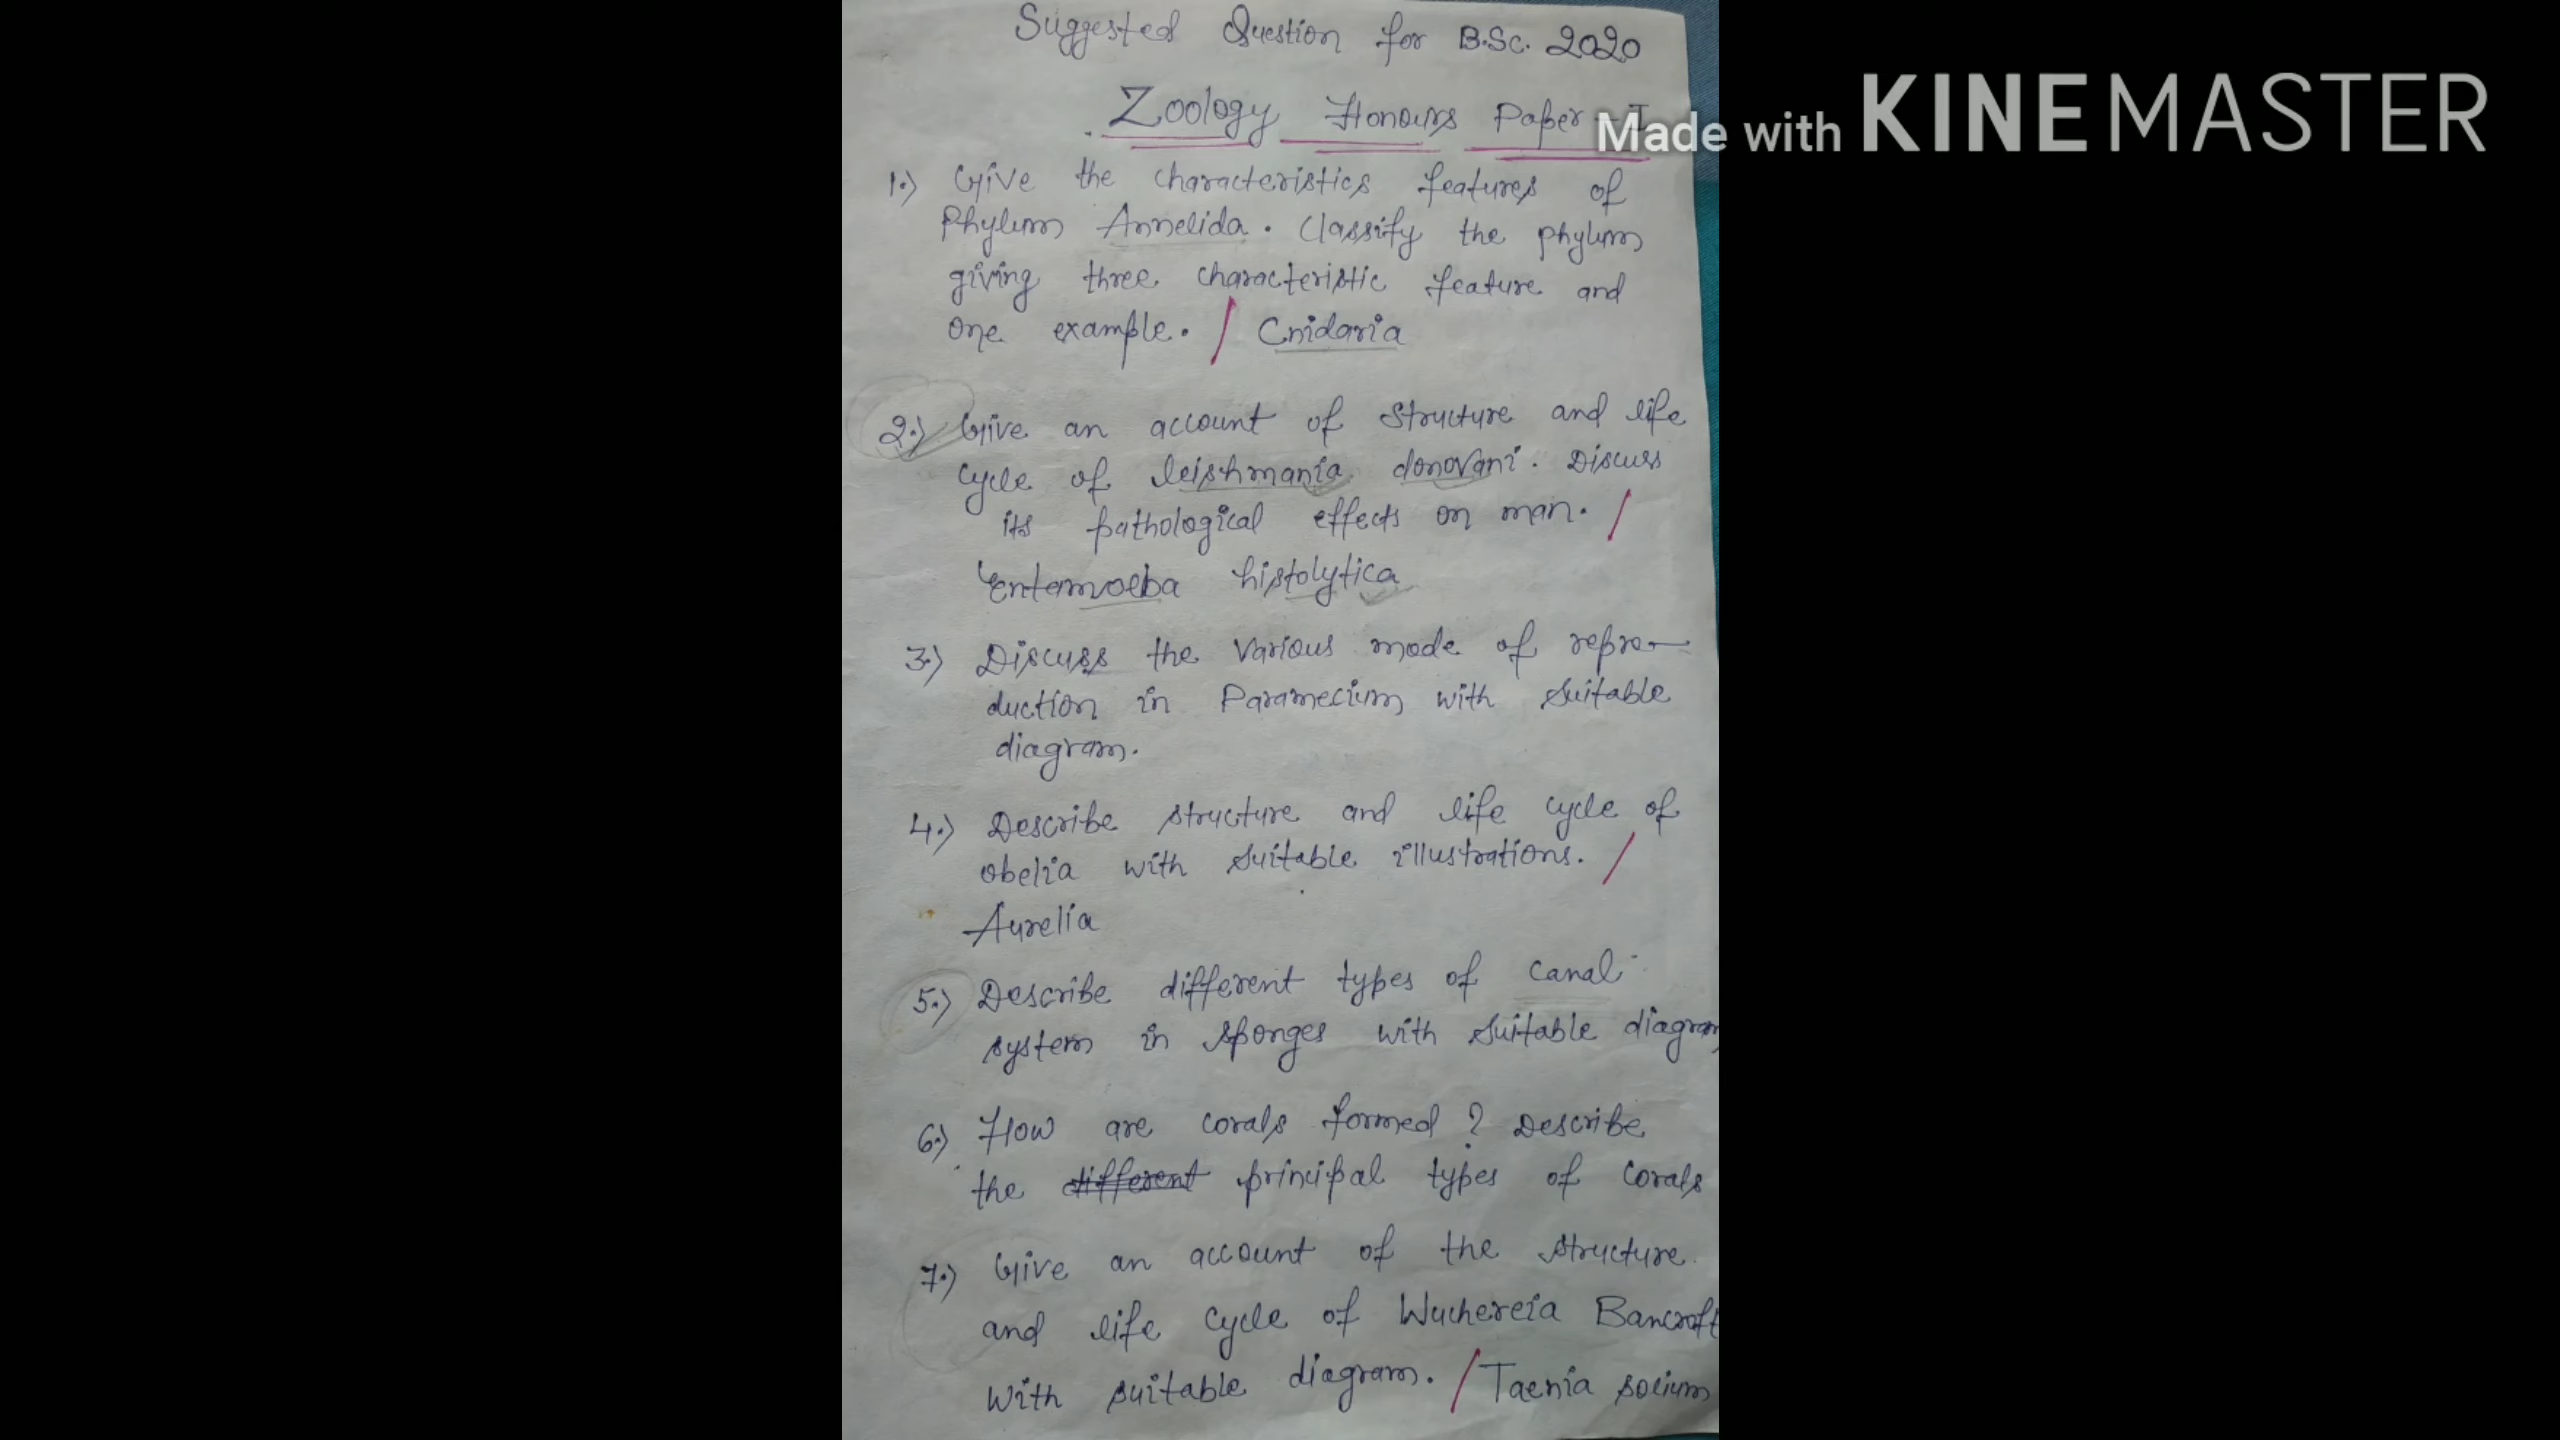 Suggested Question for B.Sc. 2020
Zoology Honours Paper - I
Made with KINEMASTER
1.) Give the characteristics features of
Phylum Annelida. Classify the phylum
giving three characteristic feature and
one example. / Cnidaria
2.) Give an account of structure and life
cycle of leishmania donovani. Discuss
its pathological effects on man. /
Entamoeba histolytica
3.) Discuss the various mode of repro-
duction in Paramecium with suitable
diagram.
4.) Describe structure and life cycle of
obelia with suitable illustrations. /
Aurelia
5.) Describe different types of canal
system in sponges with suitable diagram
6.) How are corals formed? Describe
the different principal types of corals
7.) Give an account of the structure
and life cycle of Wuchereia Bancroft
with suitable diagram. / Taenia solium